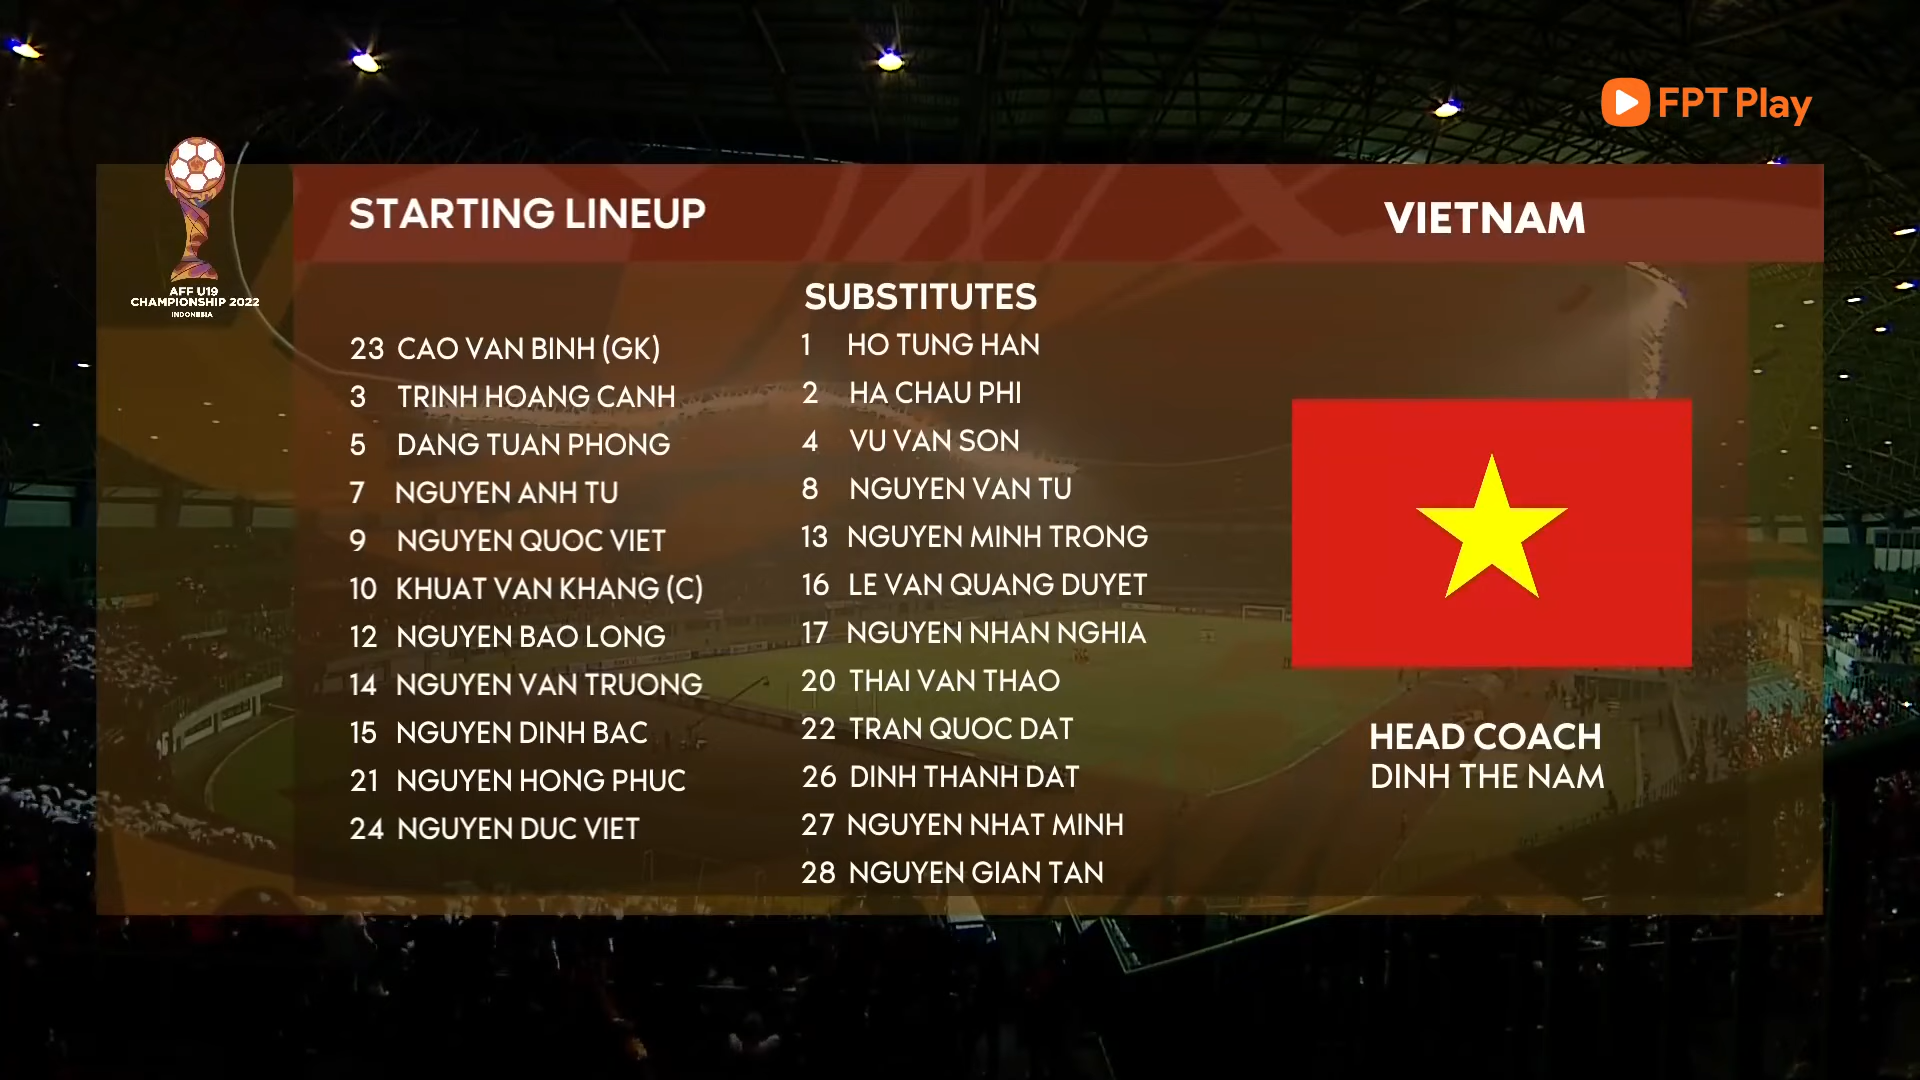 FPT Play
AFF U19
CHAMPIONSHIP 2022
INDONESIA
STARTING LINEUP
VIETNAM
23 CAO VAN BINH (GK)
3 TRINH HOANG CANH
5 DANG TUAN PHONG
7 NGUYEN ANH TU
9 NGUYEN QUOC VIET
10 KHUAT VAN KHANG (C)
12 NGUYEN BAO LONG
14 NGUYEN VAN TRUONG
15 NGUYEN DINH BAC
21 NGUYEN HONG PHUC
24 NGUYEN DUC VIET
SUBSTITUTES
1 HO TUNG HAN
2 HA CHAU PHI
4 VU VAN SON
8 NGUYEN VAN TU
13 NGUYEN MINH TRONG
16 LE VAN QUANG DUYET
17 NGUYEN NHAN NGHIA
20 THAI VAN THAO
22 TRAN QUOC DAT
26 DINH THANH DAT
27 NGUYEN NHAT MINH
28 NGUYEN GIAN TAN
HEAD COACH
DINH THE NAM